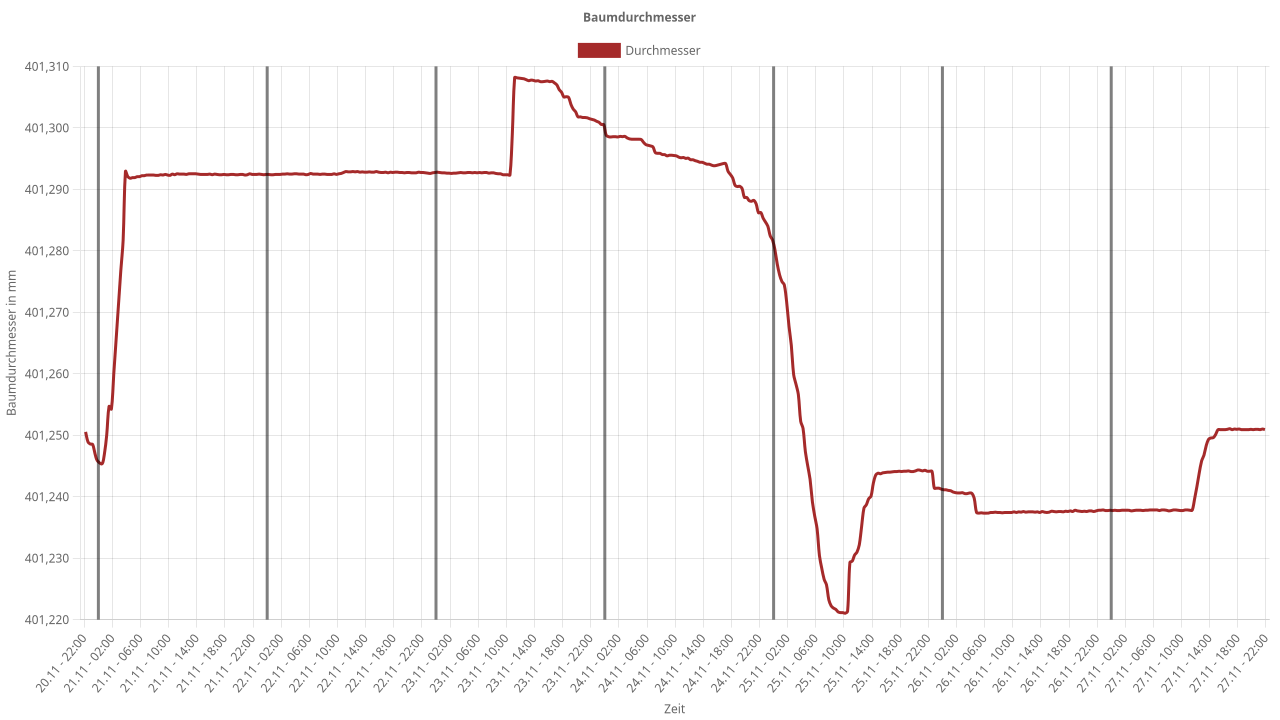 Baumdurchmesser
Durchmesser
Baumdurchmesser in mm
401,310
401,300
401,290
401,280
401,270
401,260
401,250
401,240
401,230
401,220
20.11 - 22:00
21.11 - 02:00
21.11 - 06:00
21.11 - 10:00
21.11 - 14:00
21.11 - 18:00
21.11 - 22:00
22.11 - 02:00
22.11 - 06:00
22.11 - 10:00
22.11 - 14:00
22.11 - 18:00
22.11 - 22:00
23.11 - 02:00
23.11 - 06:00
23.11 - 10:00
23.11 - 14:00
23.11 - 18:00
23.11 - 22:00
24.11 - 02:00
24.11 - 06:00
24.11 - 10:00
24.11 - 14:00
24.11 - 18:00
24.11 - 22:00
25.11 - 02:00
25.11 - 06:00
25.11 - 10:00
25.11 - 14:00
25.11 - 18:00
25.11 - 22:00
26.11 - 02:00
26.11 - 06:00
26.11 - 10:00
26.11 - 14:00
26.11 - 18:00
26.11 - 22:00
27.11 - 02:00
27.11 - 06:00
27.11 - 10:00
27.11 - 14:00
27.11 - 18:00
27.11 - 22:00
Zeit